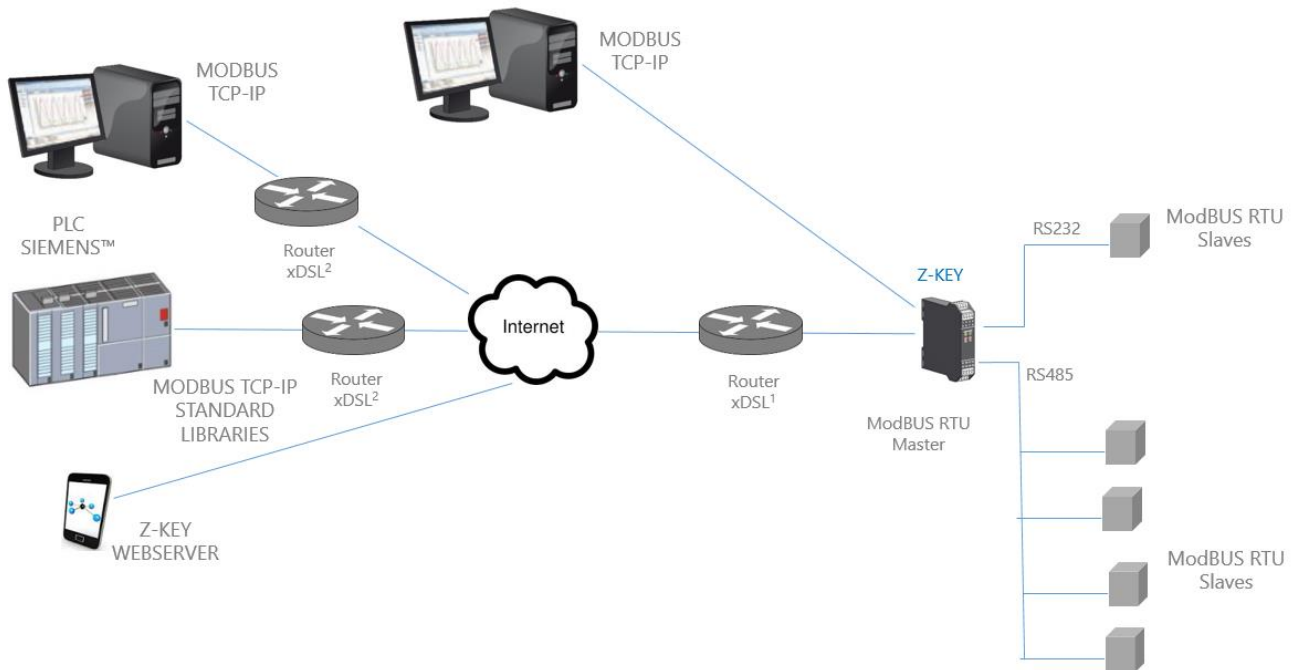 MODBUS
TCP-IP
MODBUS
TCP-IP
PLC
SIEMENS™
Router
xDSL²
MODBUS TCP-IP
STANDARD
LIBRARIES
Router
xDSL²
Internet
Z-KEY
WEBSERVER
Router
xDSL¹
Z-KEY
ModBUS RTU
Master
RS232
ModBUS RTU
Slaves
RS485
ModBUS RTU
Slaves